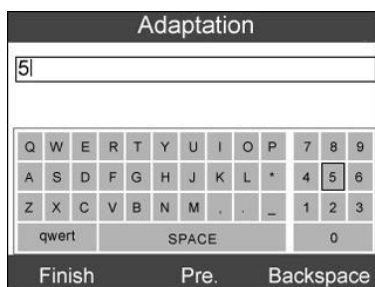 Adaptation
5
Q W E R T Y U I O P 7 8 9
A S D F G H J K L * 4 5 6
Z X C V B N M , . _ 1 2 3
qwert SPACE 0
Finish Pre. Backspace